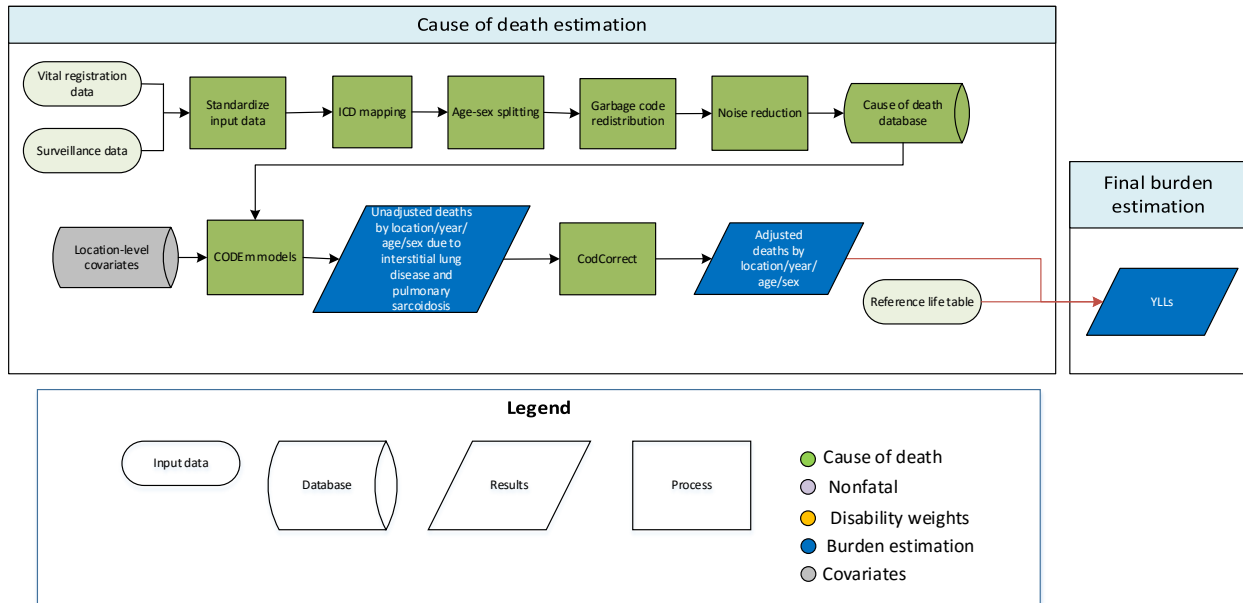 Cause of death estimation
Vital registration
data
Surveillance data
Standardize
input data
ICD mapping
Age-sex splitting
Garbage code
redistribution
Noise reduction
Cause of death
database
Location-level
covariates
CODEm models
Unadjusted deaths
by location/year/
age/sex due to
interstitial lung
disease and
pulmonary
sarcoidosis
CodCorrect
Adjusted
deaths by
location/year/
age/sex
Reference life table
Final burden
estimation
YLLs
Legend
Input data
Database
Results
Process
Cause of death
Nonfatal
Disability weights
Burden estimation
Covariates